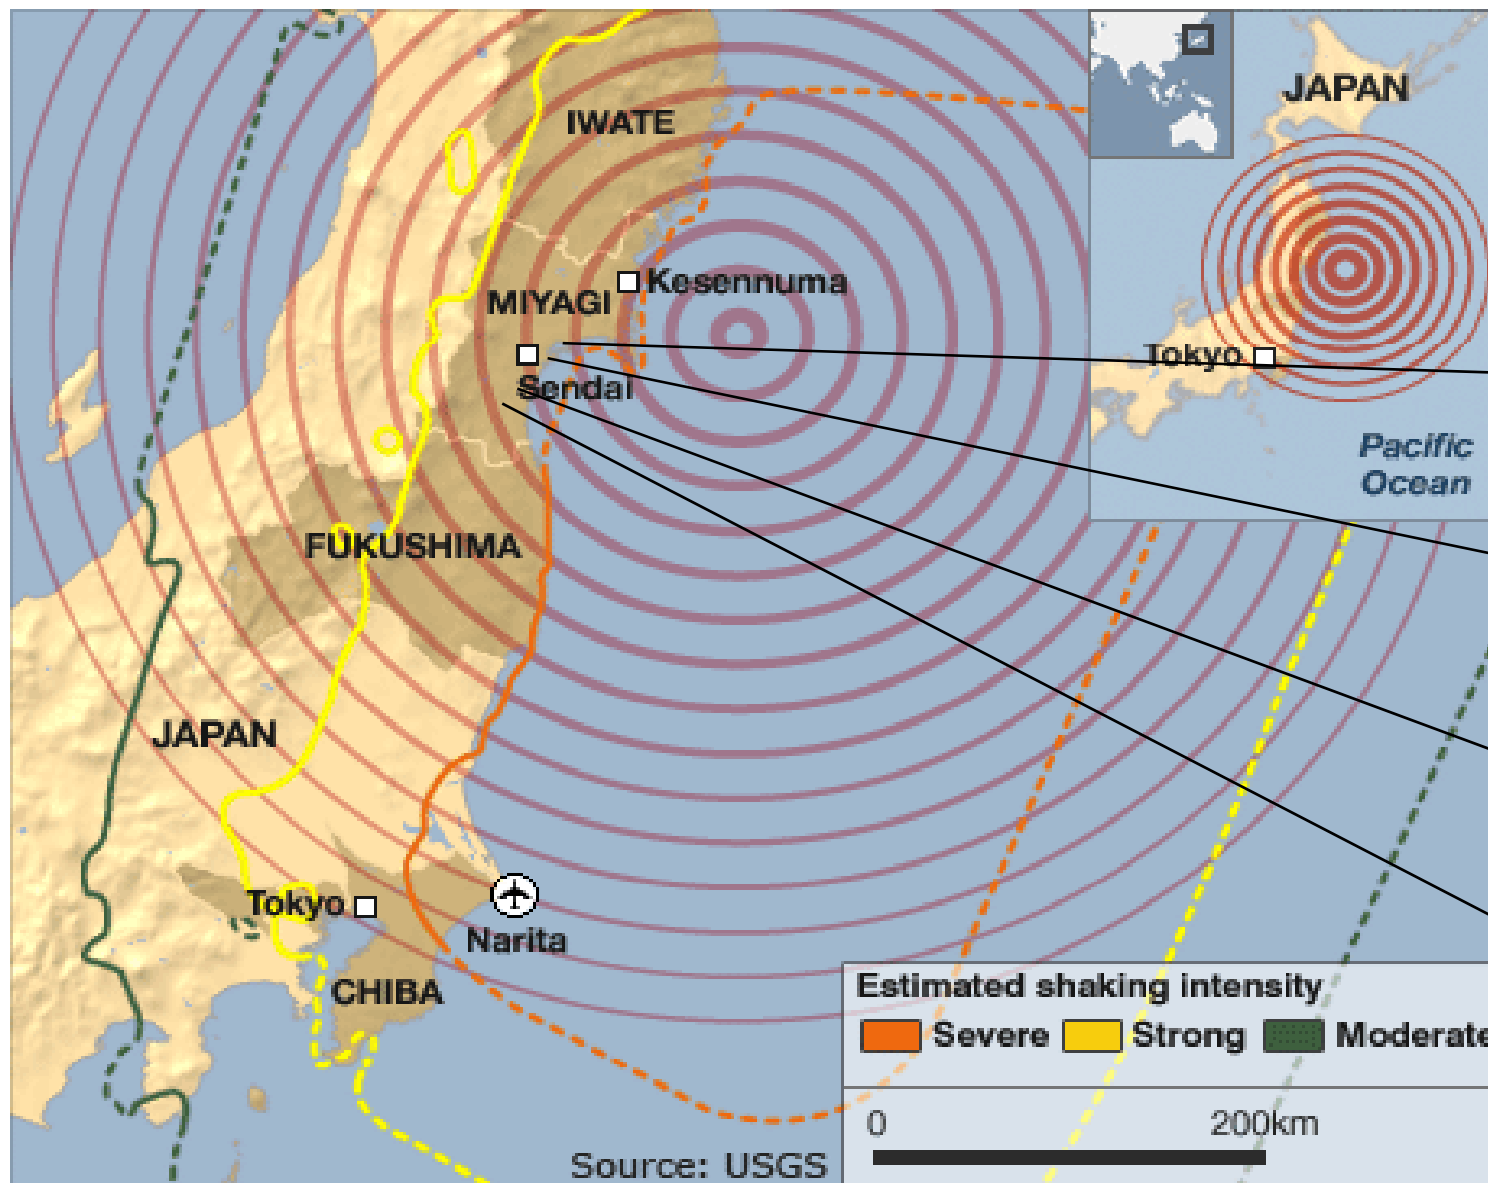 IWATE
Kesennuma
MIYAGI
Sendai
FUKUSHIMA
JAPAN
Tokyo
Narita
CHIBA
JAPAN
Tokyo
Pacific
Ocean
Estimated shaking intensity
Severe Strong Moderate
0 200km
Source: USGS